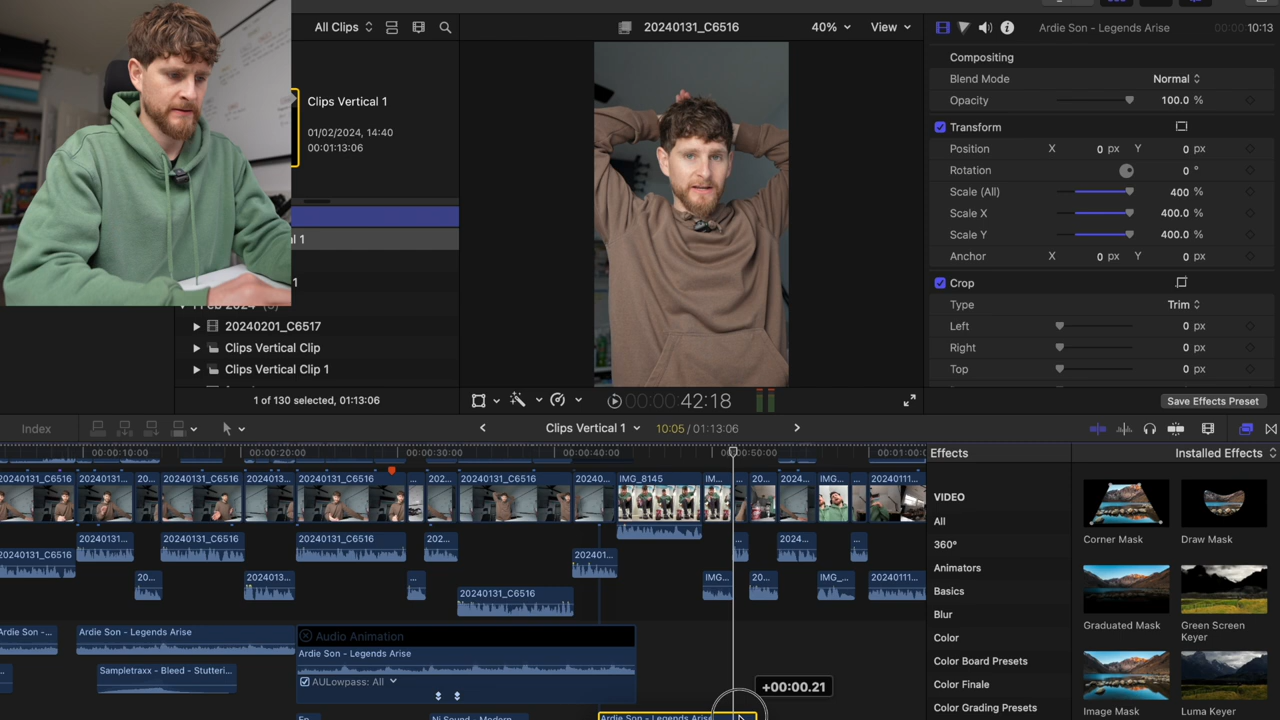 All Clips
20240131_C6516
40%
View
Ardie Son - Legends Arise
00:00:10:13
Clips Vertical 1
01/02/2024, 14:40
00:01:13:06
Compositing
Blend Mode
Normal
Opacity
100.0 %
Transform
Position X 0 px Y 0 px
Rotation 0 °
Scale (All) 400 %
Scale X 400.0 %
Scale Y 400.0 %
Anchor X 0 px Y 0 px
Crop
Type Trim
Left 0 px
Right 0 px
Top 0 px
20240201_C6517
Clips Vertical Clip
Clips Vertical Clip 1
1 of 130 selected, 01:13:06
00:00:42:18
Save Effects Preset
Index
Clips Vertical 1
10:05 / 01:13:06
Effects
Installed Effects
00:00:10:00
00:00:20:00
00:00:30:00
00:00:40:00
00:00:50:00
00:01:00:00
20240131_C6516
20240131...
20...
20240131_C6516
2024013...
20240131_C6516
...
202...
20240131_C6516
20240...
IMG_8145
IM...
...
20...
2024...
IMG...
...
20240111...
20240131...
20240131_C6516
20240131_C6516
202...
...
2024...
...
20240131_C6516
202401...
20...
2024013...
...
20240131_C6516
IMG...
20...
IMG_...
20240111...
Ardie Son -...
Ardie Son - Legends Arise
Audio Animation
Ardie Son - Legends Arise
AULowpass: All
Sampletraxx - Bleed - Stutteri...
+00:00.21
Ni Sound - Modern
Ardie Son - Legends Arise
VIDEO
All
360°
Animators
Basics
Blur
Color
Color Board Presets
Color Finale
Color Grading Presets
Corner Mask
Draw Mask
Graduated Mask
Green Screen
Keyer
Image Mask
Luma Keyer